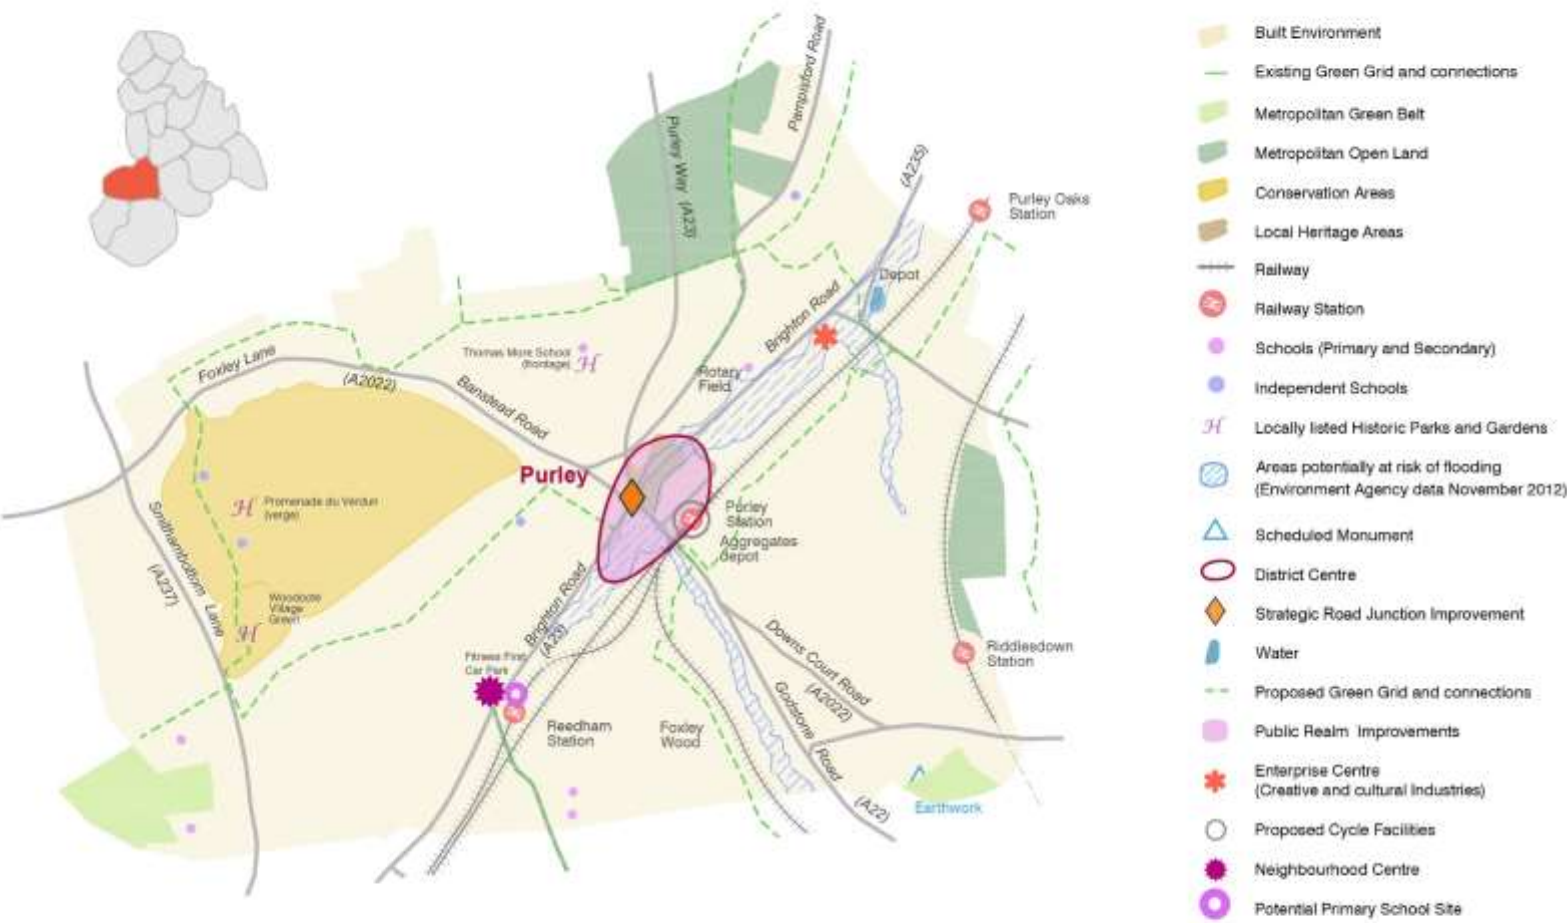 Pampisford Road
Purley Way (A23)
(A235)
Purley Oaks
Station
Depot
Brighton Road
Foxley Lane
(A2022)
Thomas More School
(frontage)
H
Banstead Road
Rotary
Field
Purley
H
Promenade du Verdun
(verge)
Purley
Station
Aggregates
depot
Smithambottom Lane
(A237)
Woodcote
Village
Green
H
Brighton Road
(A23)
Fitness First
Car Park
Reedham
Station
Foxley
Wood
Downs Court Road
(A2022)
Godstone Road
(A22)
Riddlesdown
Station
Earthwork
Built Environment
Existing Green Grid and connections
Metropolitan Green Belt
Metropolitan Open Land
Conservation Areas
Local Heritage Areas
Railway
Railway Station
Schools (Primary and Secondary)
Independent Schools
H Locally listed Historic Parks and Gardens
Areas potentially at risk of flooding
(Environment Agency data November 2012)
Scheduled Monument
District Centre
Strategic Road Junction Improvement
Water
Proposed Green Grid and connections
Public Realm Improvements
Enterprise Centre
(Creative and cultural Industries)
Proposed Cycle Facilities
Neighbourhood Centre
Potential Primary School Site